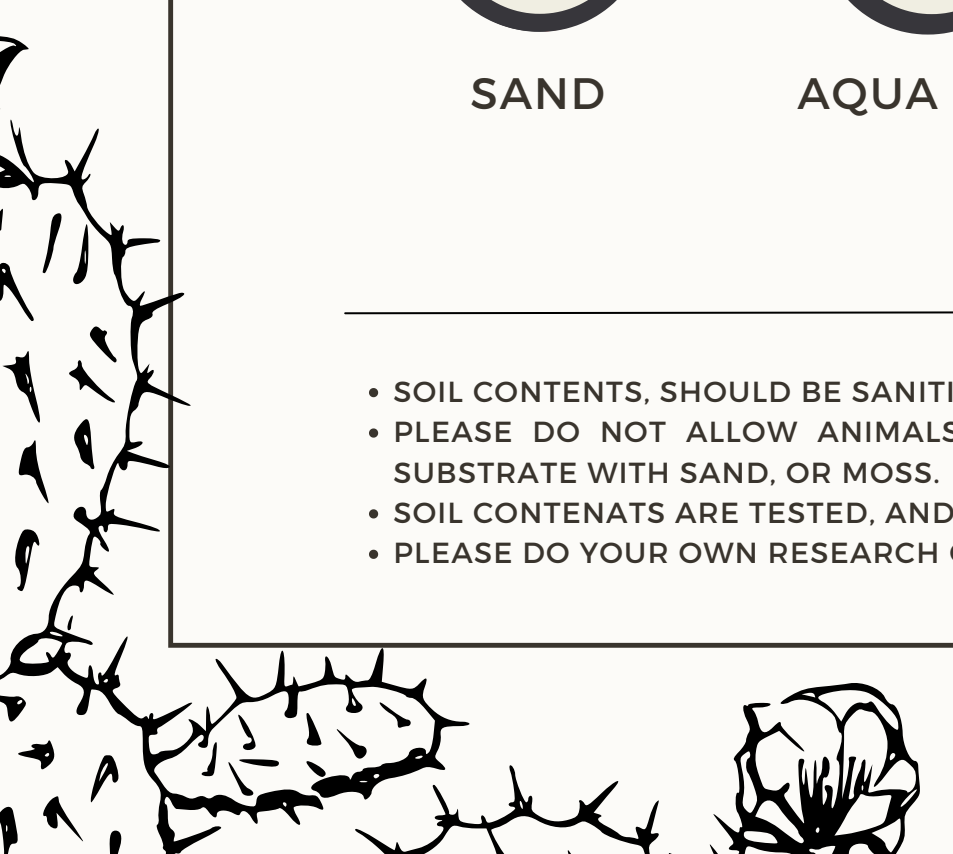 SAND AQUA
SOIL CONTENTS, SHOULD BE
PLEASE DO NOT ALLOW ANIMALS
SUBSTRATE WITH SAND, OR MOSS.
SOIL CONTENATS ARE TESTED, AND
PLEASE DO YOUR OWN RESEARCH